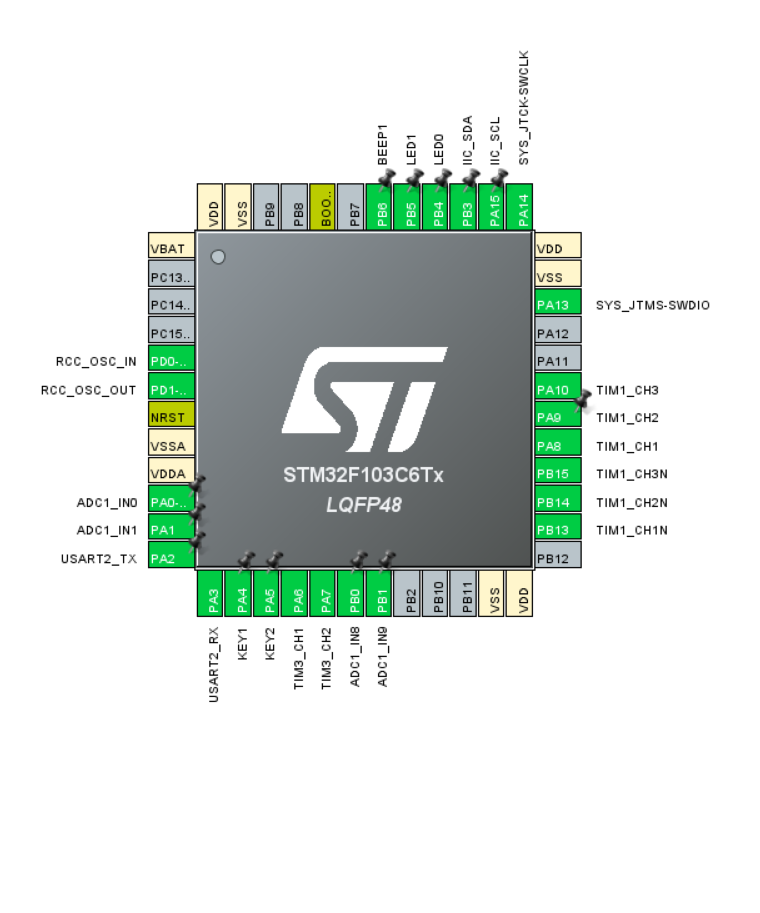 BEEP1
LED1
LED0
IIC_SDA
IIC_SCL
SYS_JTCK-SWCLK
VDD
VSS
PB9
PB8
BOO..
PB7
PB6
PB5
PB4
PB3
PA15
PA14
VBAT
PC13..
PC14..
PC15..
RCC_OSC_IN PD0-..
RCC_OSC_OUT PD1-..
NRST
VSSA
VDDA
ADC1_IN0 PA0-..
ADC1_IN1 PA1
USART2_TX PA2
ST
STM32F103C6Tx
LQFP48
VDD
VSS
PA13 SYS_JTMS-SWDIO
PA12
PA11
PA10 TIM1_CH3
PA9 TIM1_CH2
PA8 TIM1_CH1
PB15 TIM1_CH3N
PB14 TIM1_CH2N
PB13 TIM1_CH1N
PB12
PA3
PA4
PA5
PA6
PA7
PB0
PB1
PB2
PB10
PB11
VSS
VDD
USART2_RX
KEY1
KEY2
TIM3_CH1
TIM3_CH2
ADC1_IN8
ADC1_IN9